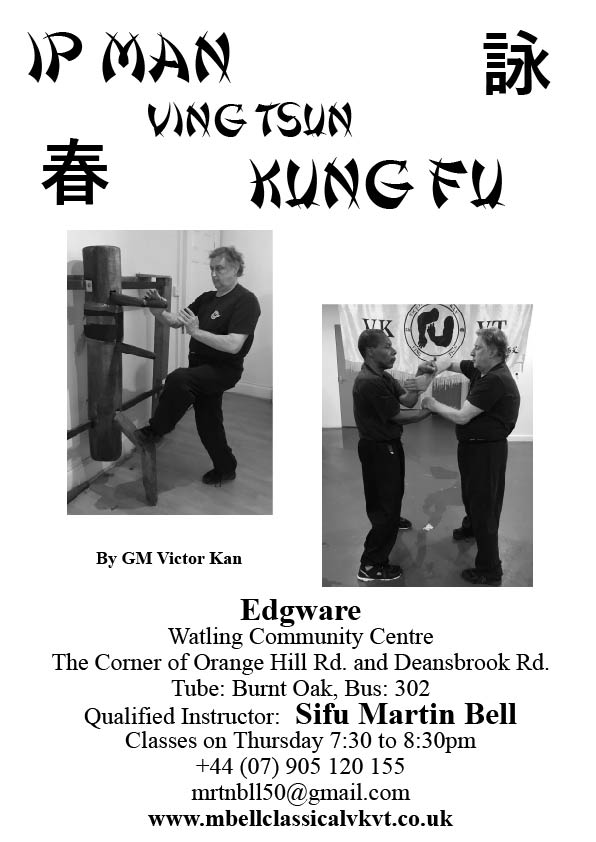 IP MAN
詠
VING TSUN
春
KUNG FU
VK
VT
By GM Victor Kan
Edgware
Watling Community Centre
The Corner of Orange Hill Rd. and Deansbrook Rd.
Tube: Burnt Oak, Bus: 302
Qualified Instructor: Sifu Martin Bell
Classes on Thursday 7:30 to 8:30pm
+44 (07) 905 120 155
mrtnbll50@gmail.com
www.mbellclassicalvkvt.co.uk